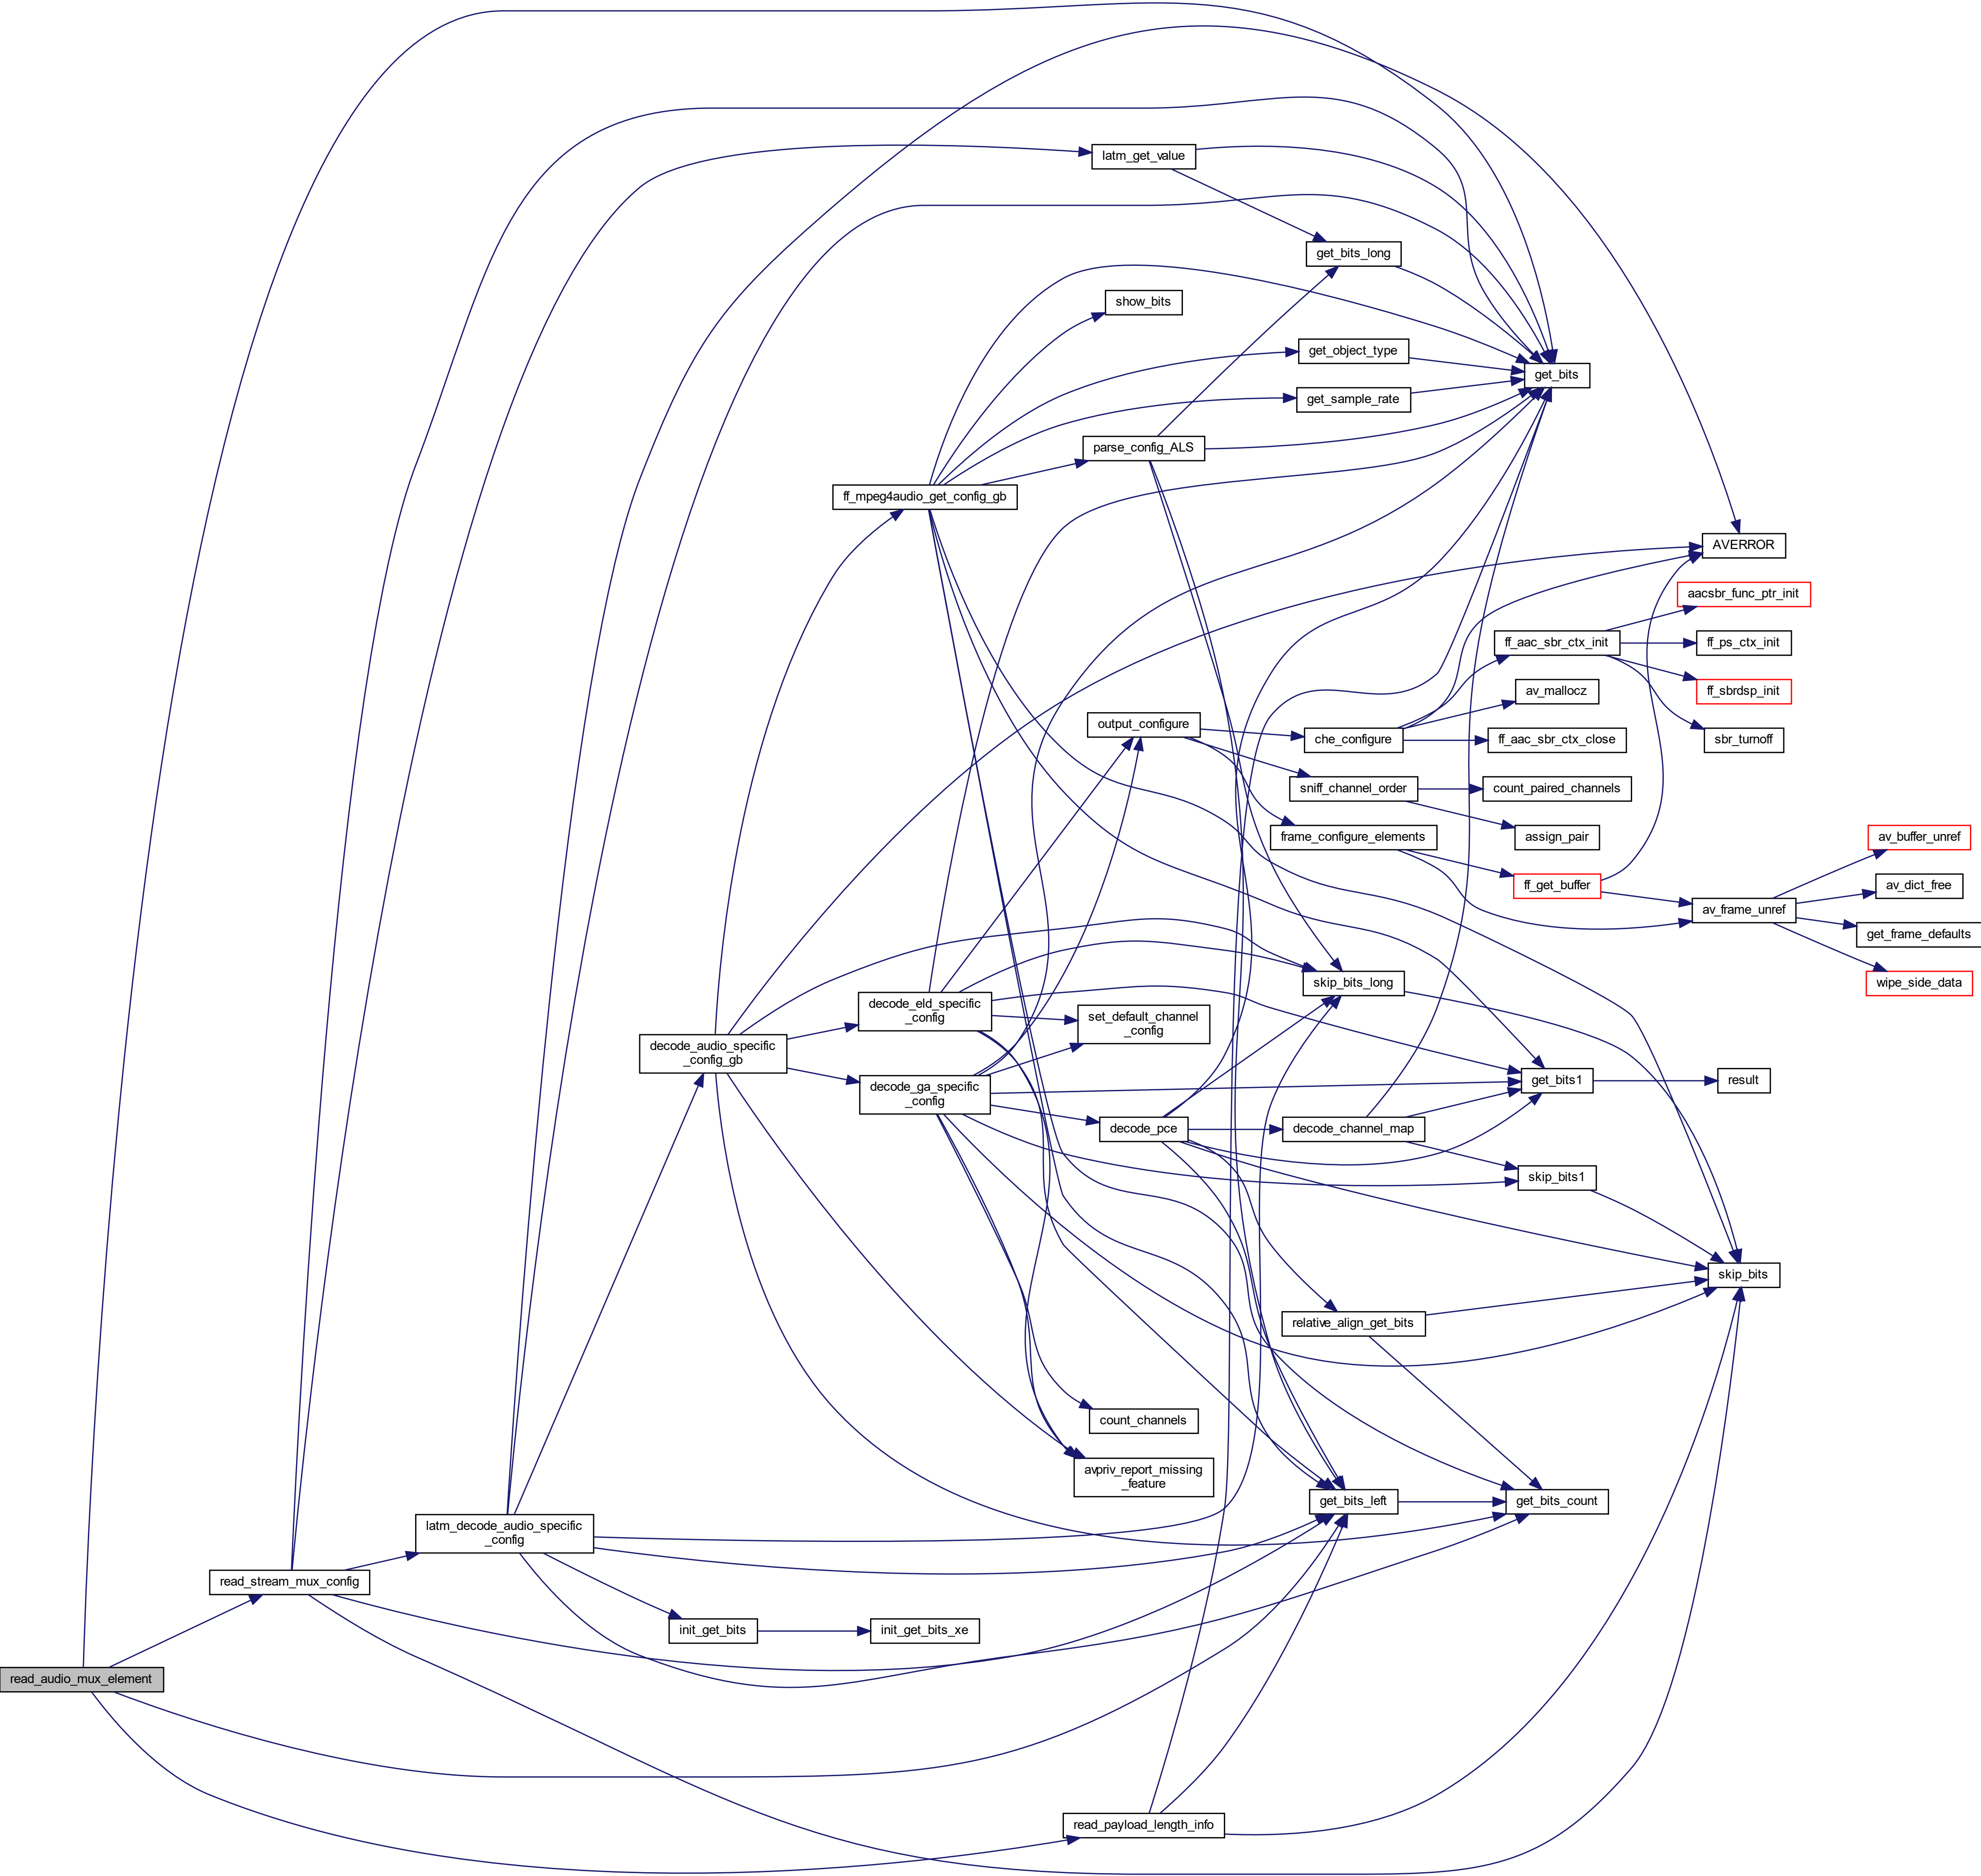 latm_get_value
get_bits_long
show_bits
get_object_type
get_bits
get_sample_rate
parse_config_ALS
ff_mpeg4audio_get_config_gb
AVERROR
aacsbr_func_ptr_init
ff_aac_sbr_ctx_init
ff_ps_ctx_init
av_mallocz
ff_sbrdsp_init
output_configure
che_configure
ff_aac_sbr_ctx_close
sbr_turnoff
sniff_channel_order
count_paired_channels
frame_configure_elements
assign_pair
av_buffer_unref
ff_get_buffer
av_dict_free
av_frame_unref
get_frame_defaults
skip_bits_long
wipe_side_data
decode_eld_specific
_config
set_default_channel
_config
decode_audio_specific
_config_gb
decode_ga_specific
_config
get_bits1
result
decode_pce
decode_channel_map
skip_bits1
skip_bits
relative_align_get_bits
count_channels
avpriv_report_missing
_feature
get_bits_left
get_bits_count
latm_decode_audio_specific
_config
read_stream_mux_config
init_get_bits
init_get_bits_xe
read_audio_mux_element
read_payload_length_info